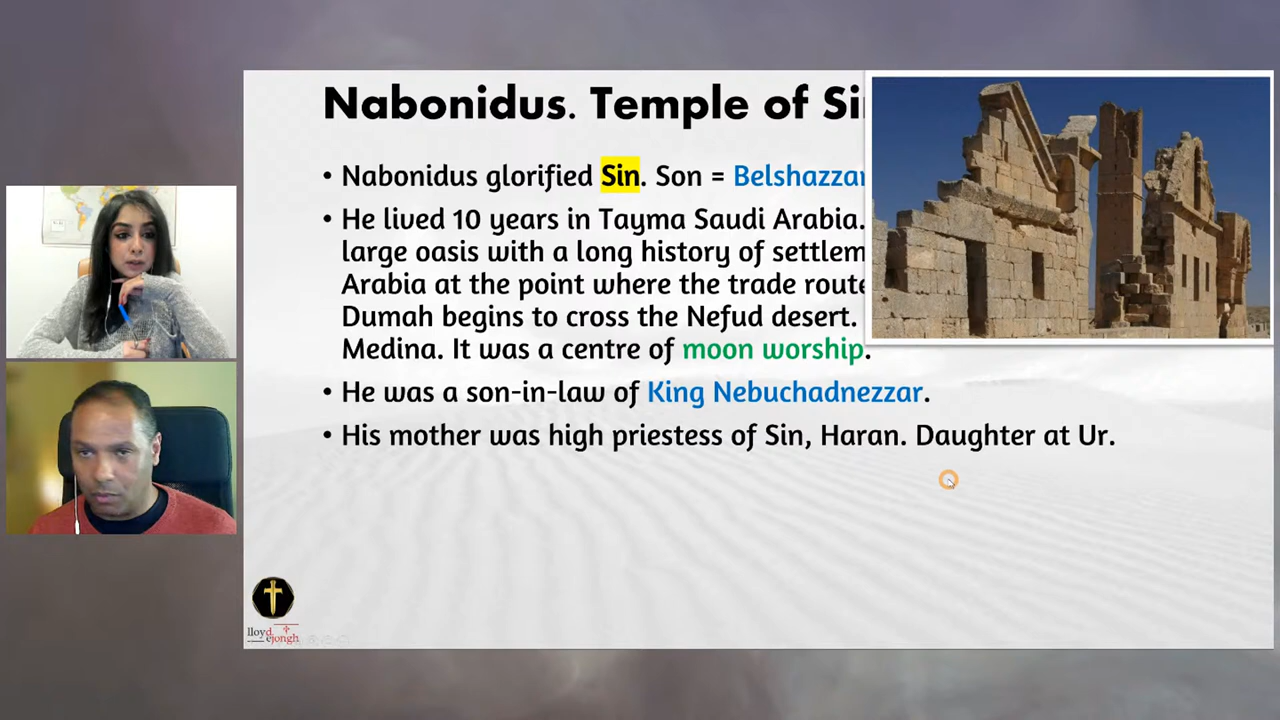 Nabonidus. Temple of Si
• Nabonidus glorified Sin. Son = Belshazzar
• He lived 10 years in Tayma Saudi Arabia.
large oasis with a long history of settlem
Arabia at the point where the trade route
Dumah begins to cross the Nefud desert.
Medina. It was a centre of moon worship.
• He was a son-in-law of King Nebuchadnezzar.
• His mother was high priestess of Sin, Haran. Daughter at Ur.
lloyd
ejongh